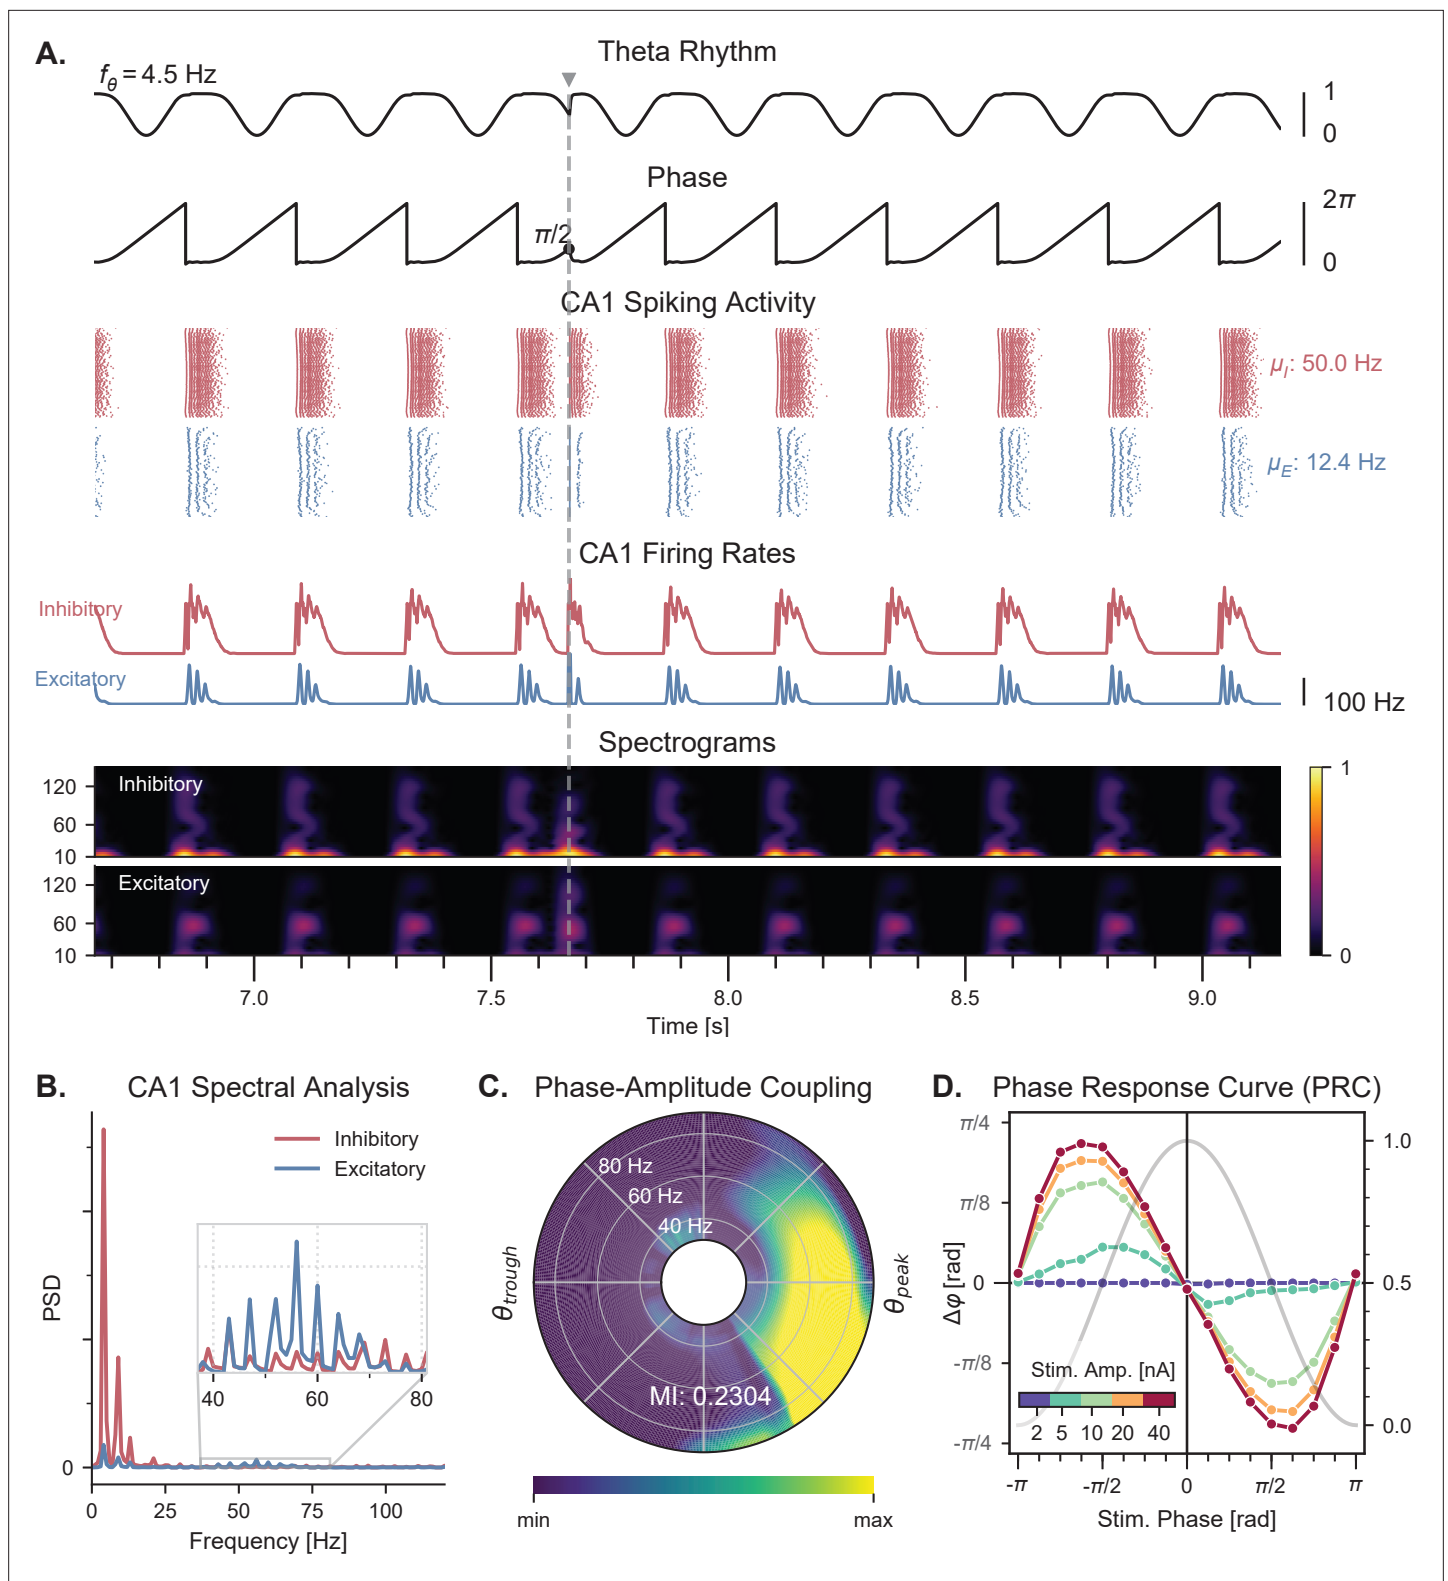 A.
Theta Rhythm
fθ = 4.5 Hz
1
0
Phase
2π
π/2
0
CA1 Spiking Activity
μI: 50.0 Hz
μE: 12.4 Hz
CA1 Firing Rates
Inhibitory
Excitatory
100 Hz
Spectrograms
Inhibitory
120
60
10
Excitatory
120
60
10
1
0
7.0 7.5 8.0 8.5 9.0
Time [s]
B. CA1 Spectral Analysis
Inhibitory
Excitatory
PSD
40 60 80
0
0 25 50 75 100
Frequency [Hz]
C. Phase-Amplitude Coupling
80 Hz
60 Hz
40 Hz
θtrough
θpeak
MI: 0.2304
min max
D. Phase Response Curve (PRC)
π/4
π/8
0
-π/8
-π/4
Δφ [rad]
1.0
0.5
0.0
Stim. Amp. [nA]
2 5 10 20 40
-π -π/2 0 π/2 π
Stim. Phase [rad]